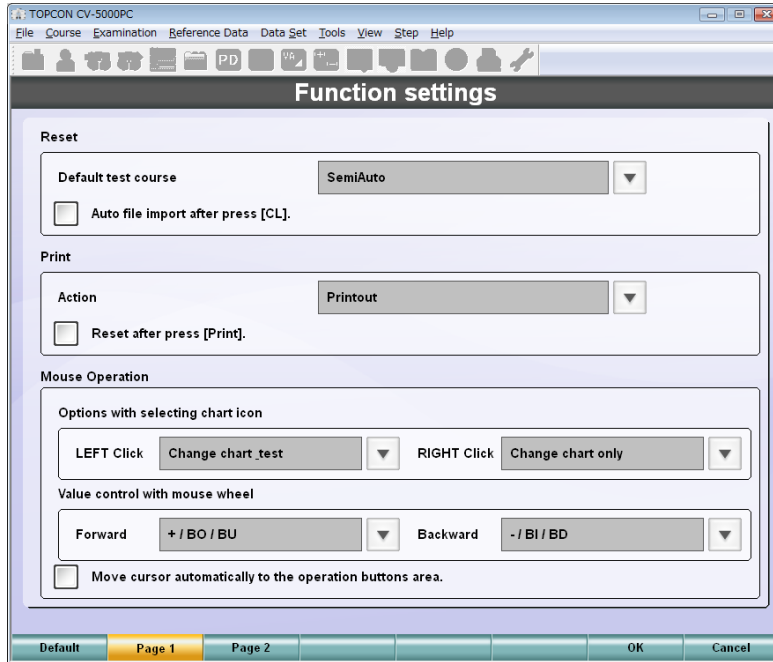 TOPCON CV-5000PC
File Course Examination Reference Data Data Set Tools View Step Help
PD VA
Function settings
Reset
Default test course SemiAuto
Auto file import after press [CL].
Print
Action Printout
Reset after press [Print].
Mouse Operation
Options with selecting chart icon
LEFT Click Change chart_test RIGHT Click Change chart only
Value control with mouse wheel
Forward + / BO / BU Backward - / BI / BD
Move cursor automatically to the operation buttons area.
Default Page 1 Page 2 OK Cancel